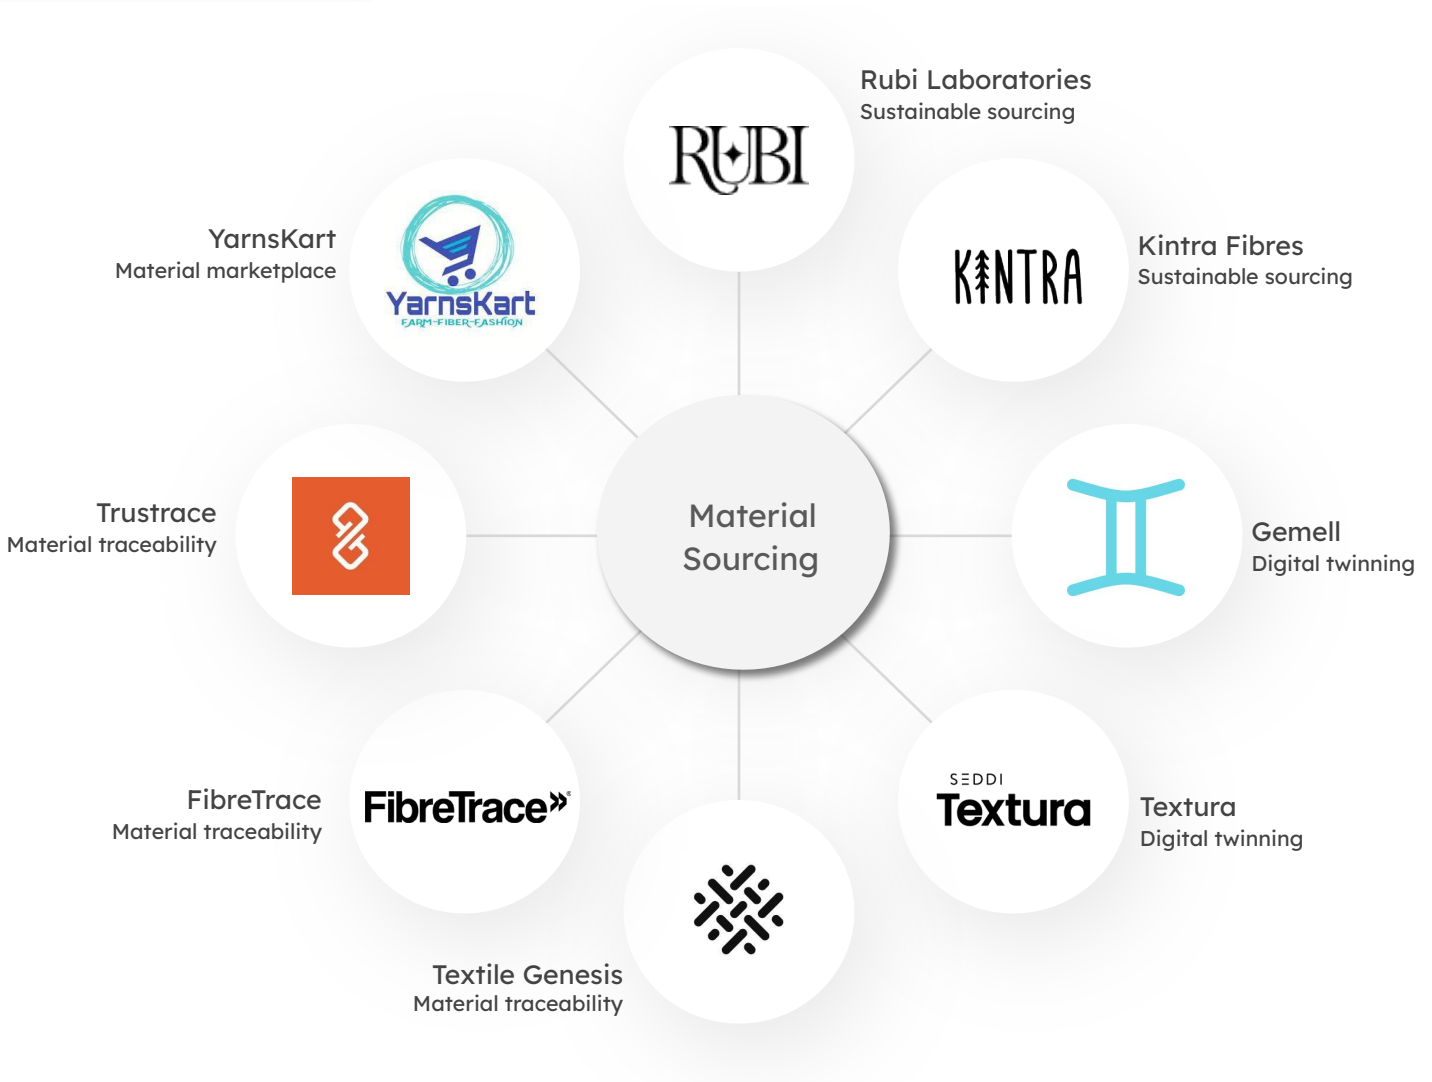 Rubi Laboratories
Sustainable sourcing
RUBI
YarnsKart
Material marketplace
YarnsKart
FARM-FIBER-FASHION
KINTRA
Kintra Fibres
Sustainable sourcing
Trustrace
Material traceability
Material
Sourcing
Gemell
Digital twinning
FibreTrace
Material traceability
FibreTrace»®
SEDDI
Textura
Textura
Digital twinning
Textile Genesis
Material traceability